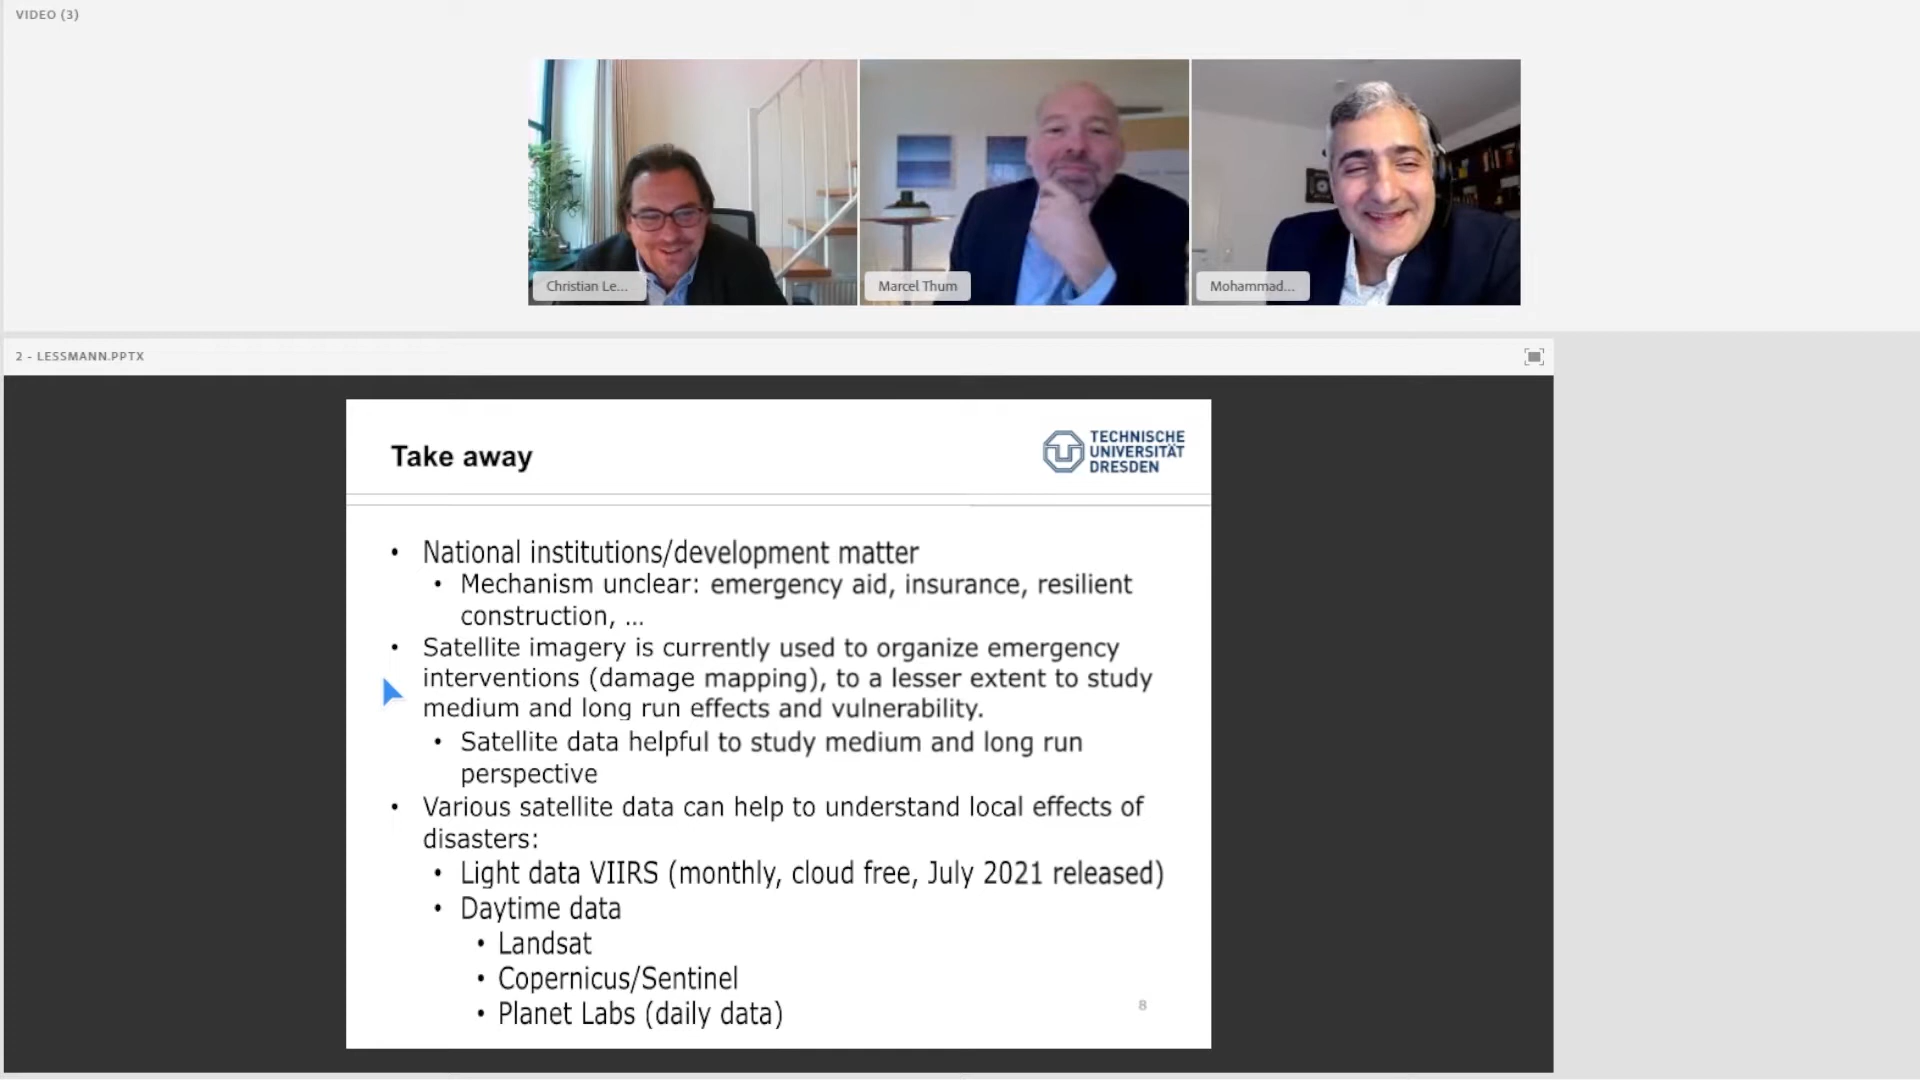 VIDEO (3)
Christian Le...
Marcel Thum
Mohammad...
2 - LESSMANN.PPTX
Take away
TECHNISCHE
UNIVERSITÄT
DRESDEN
• National institutions/development matter
• Mechanism unclear: emergency aid, insurance, resilient
construction, ...
• Satellite imagery is currently used to organize emergency
interventions (damage mapping), to a lesser extent to study
medium and long run effects and vulnerability.
• Satellite data helpful to study medium and long run
perspective
• Various satellite data can help to understand local effects of
disasters:
• Light data VIIRS (monthly, cloud free, July 2021 released)
• Daytime data
• Landsat
• Copernicus/Sentinel
• Planet Labs (daily data)
8